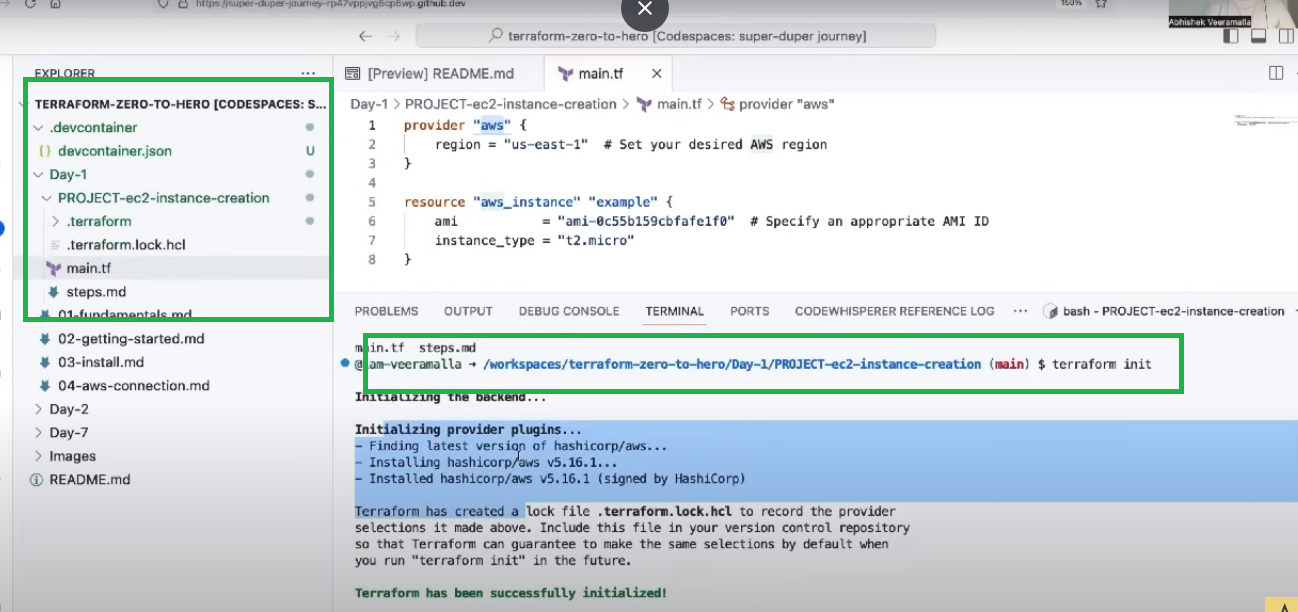 https://super-duper-journey-rp47vppjvg5cp5wp.github.dev
150%
Abhishek Veeramalla
terraform-zero-to-hero [Codespaces: super-duper journey]
EXPLORER
TERRAFORM-ZERO-TO-HERO [CODESPACES: S...
.devcontainer
{} devcontainer.json U
Day-1
PROJECT-ec2-instance-creation
.terraform
.terraform.lock.hcl
main.tf
steps.md
01-fundamentals.md
02-getting-started.md
03-install.md
04-aws-connection.md
Day-2
Day-7
Images
README.md
[Preview] README.md main.tf
Day-1 > PROJECT-ec2-instance-creation > main.tf > provider "aws"
1 provider "aws" {
2 region = "us-east-1" # Set your desired AWS region
3 }
4
5 resource "aws_instance" "example" {
6 ami = "ami-0c55b159cbfafe1f0" # Specify an appropriate AMI ID
7 instance_type = "t2.micro"
8 }
PROBLEMS OUTPUT DEBUG CONSOLE TERMINAL PORTS CODEWHISPERER REFERENCE LOG ... bash - PROJECT-ec2-instance-creation
main.tf steps.md
@iam-veeramalla → /workspaces/terraform-zero-to-hero/Day-1/PROJECT-ec2-instance-creation (main) $ terraform init
Initializing the backend...
Initializing provider plugins...
- Finding latest version of hashicorp/aws...
- Installing hashicorp/aws v5.16.1...
- Installed hashicorp/aws v5.16.1 (signed by HashiCorp)
Terraform has created a lock file .terraform.lock.hcl to record the provider
selections it made above. Include this file in your version control repository
so that Terraform can guarantee to make the same selections by default when
you run "terraform init" in the future.
Terraform has been successfully initialized!